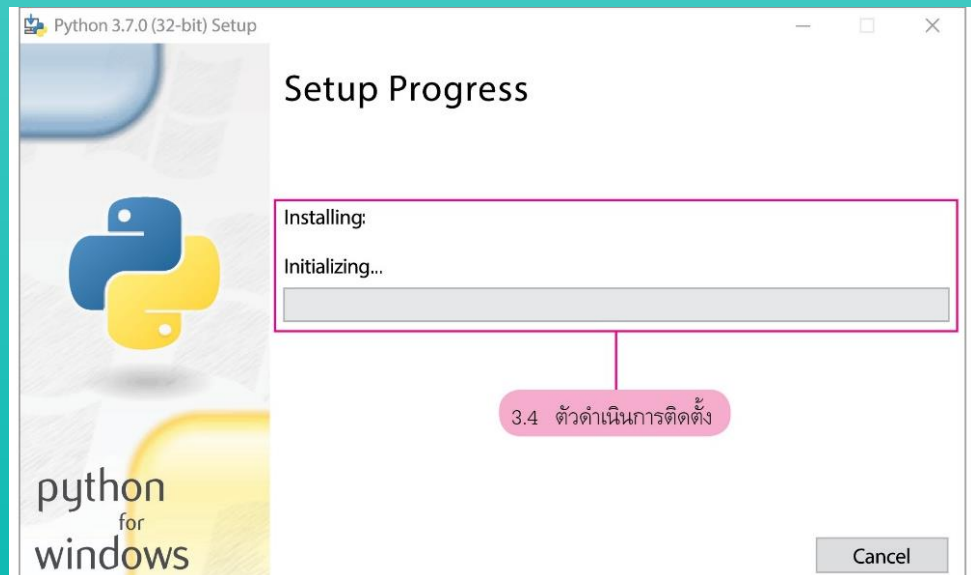 Python 3.7.0 (32-bit) Setup
Setup Progress
Installing:
Initializing...
3.4 ตัวดำเนินการติดตั้ง
python
for
windows
Cancel